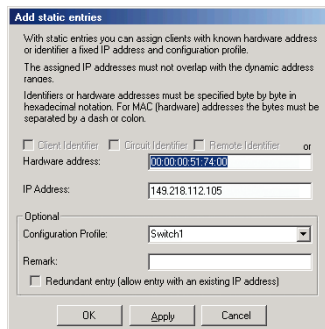 Add static entries
With static entries you can assign clients with known hardware address
or identifier a fixed IP address and configuration profile.
The assigned IP addresses must not overlap with the dynamic address
ranges.
Identifiers or hardware addresses must be specified byte by byte in
hexadecimal notation. For MAC (hardware) addresses the bytes must be
separated by a dash or colon.
Client Identifier Circuit Identifier Remote Identifier or
Hardware address: 00:00:00:51:74:00
IP Address: 149.218.112.105
Optional
Configuration Profile: Switch1
Remark:
Redundant entry (allow entry with an existing IP address)
OK Apply Cancel